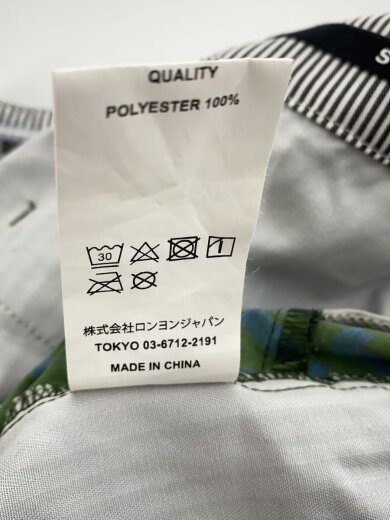 QUALITY
POLYESTER 100%
30
株式会社ロンヨンジャパン
TOKYO 03-6712-2191
MADE IN CHINA
S